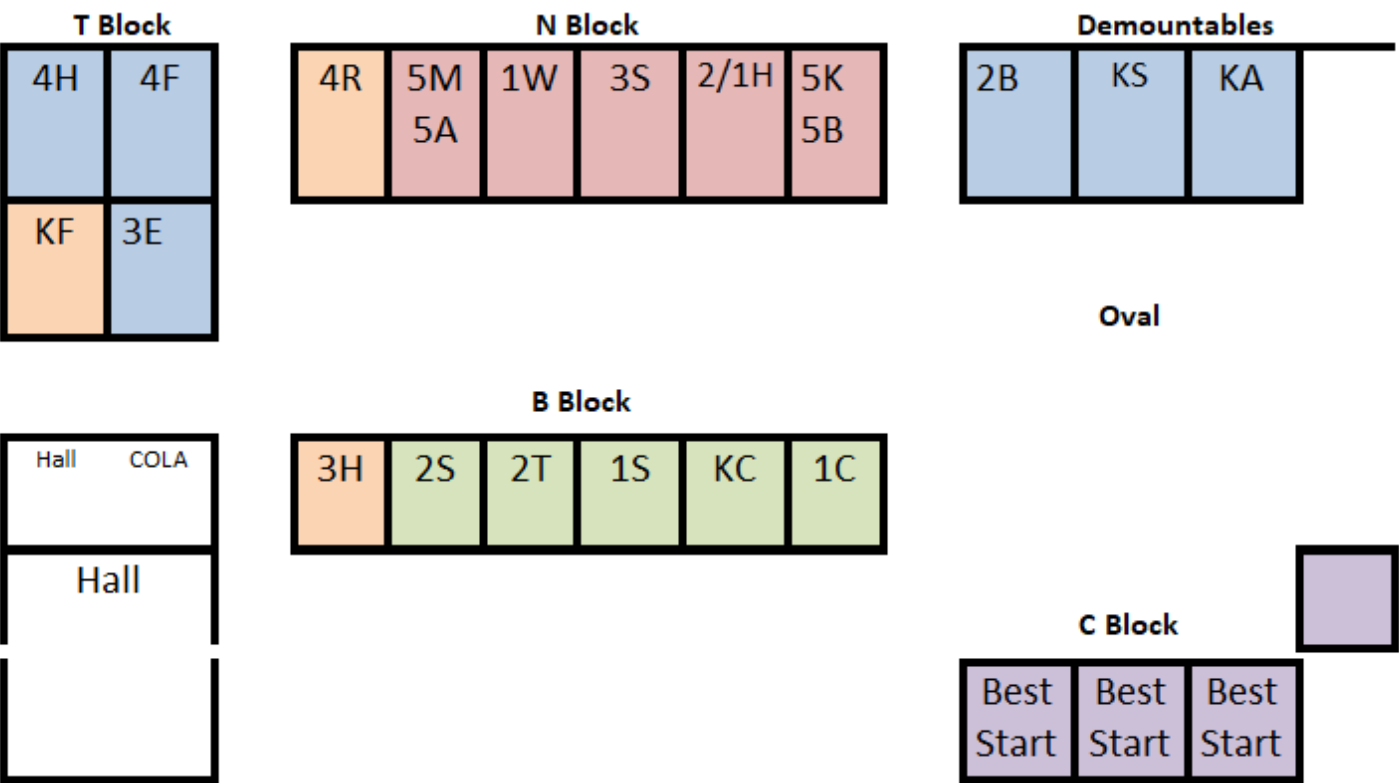 T Block
N Block
Demountables
4H 4F
4R 5M 1W 3S 2/1H 5K
5A 5B
2B KS KA
KF 3E
Oval
B Block
Hall COLA
3H 2S 2T 1S KC 1C
Hall
C Block
Best Best Best
Start Start Start